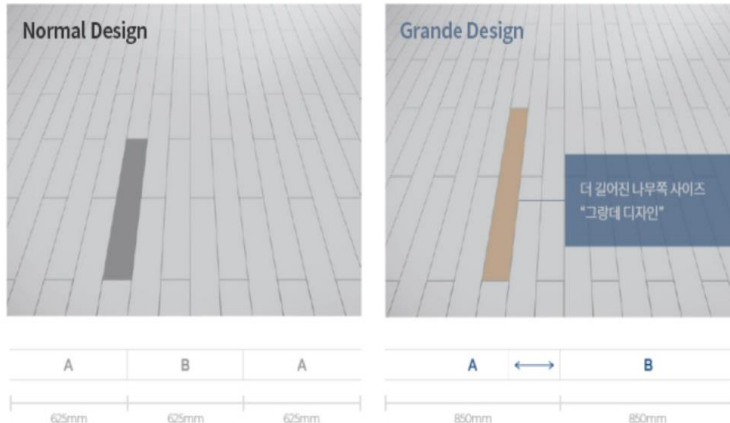 Normal Design
Grande Design
더 길어진 나무쪽 사이즈
"그랑데 디자인"
A B A
A B
625mm 625mm 625mm
850mm 850mm